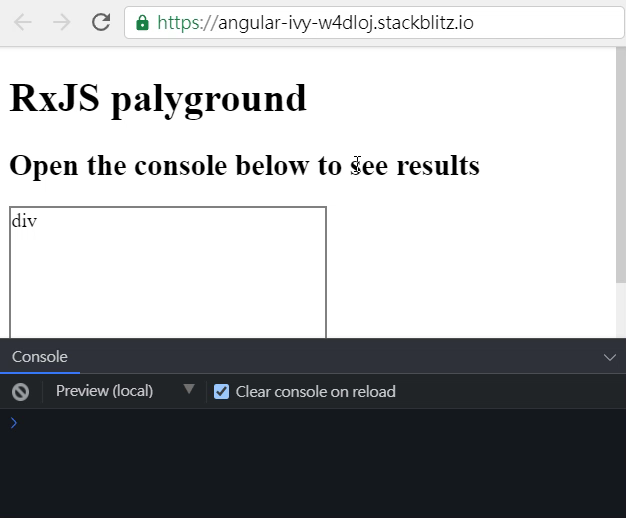 https://angular-ivy-w4dloj.stackblitz.io
RxJS palyground
Open the console below to see results
div
Console
Preview (local)
Clear console on reload